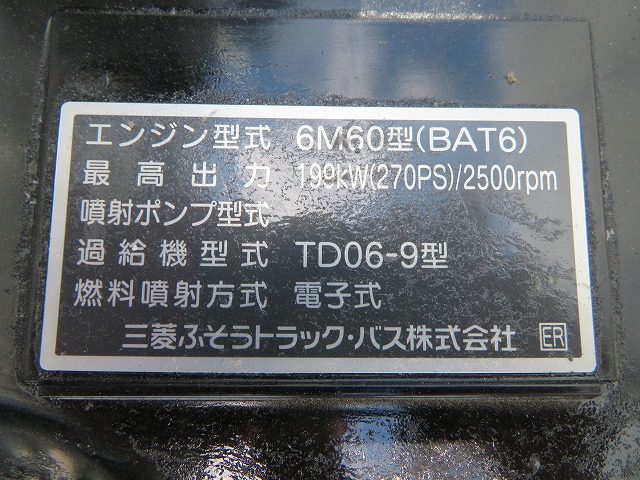 エンジン型式 6M60型(BAT6)
最高出力 199kW(270PS)/2500rpm
噴射ポンプ型式
過給機型式 TD06-9型
燃料噴射方式 電子式
三菱ふそうトラック・バス株式会社 ER